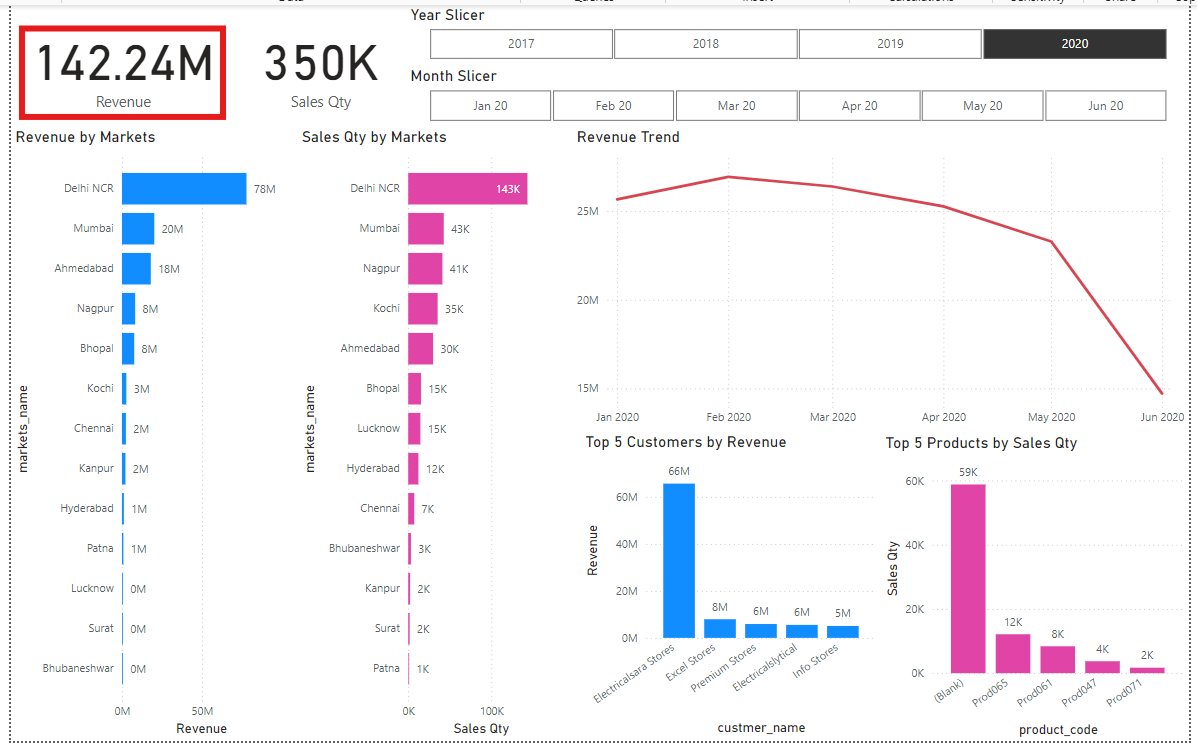 142.24M
Revenue
350K
Sales Qty
Year Slicer
2017
2018
2019
2020
Month Slicer
Jan 20
Feb 20
Mar 20
Apr 20
May 20
Jun 20
Revenue by Markets
markets_name
Delhi NCR 78M
Mumbai 20M
Ahmedabad 18M
Nagpur 8M
Bhopal 8M
Kochi 3M
Chennai 2M
Kanpur 2M
Hyderabad 1M
Patna 1M
Lucknow 0M
Surat 0M
Bhubaneshwar 0M
0M 50M
Revenue
Sales Qty by Markets
markets_name
Delhi NCR 143K
Mumbai 43K
Nagpur 41K
Kochi 35K
Ahmedabad 30K
Bhopal 15K
Lucknow 15K
Hyderabad 12K
Chennai 7K
Bhubaneshwar 3K
Kanpur 2K
Surat 2K
Patna 1K
0K 100K
Sales Qty
Revenue Trend
25M
20M
15M
Jan 2020 Feb 2020 Mar 2020 Apr 2020 May 2020 Jun 2020
Top 5 Customers by Revenue
Revenue
60M
40M
20M
0M
66M
8M
6M
6M
5M
Electricalsara Stores
Excel Stores
Premium Stores
Electricalslytical
Info Stores
custmer_name
Top 5 Products by Sales Qty
Sales Qty
60K
40K
20K
0K
59K
12K
8K
4K
2K
(Blank)
Prod065
Prod061
Prod047
Prod071
product_code